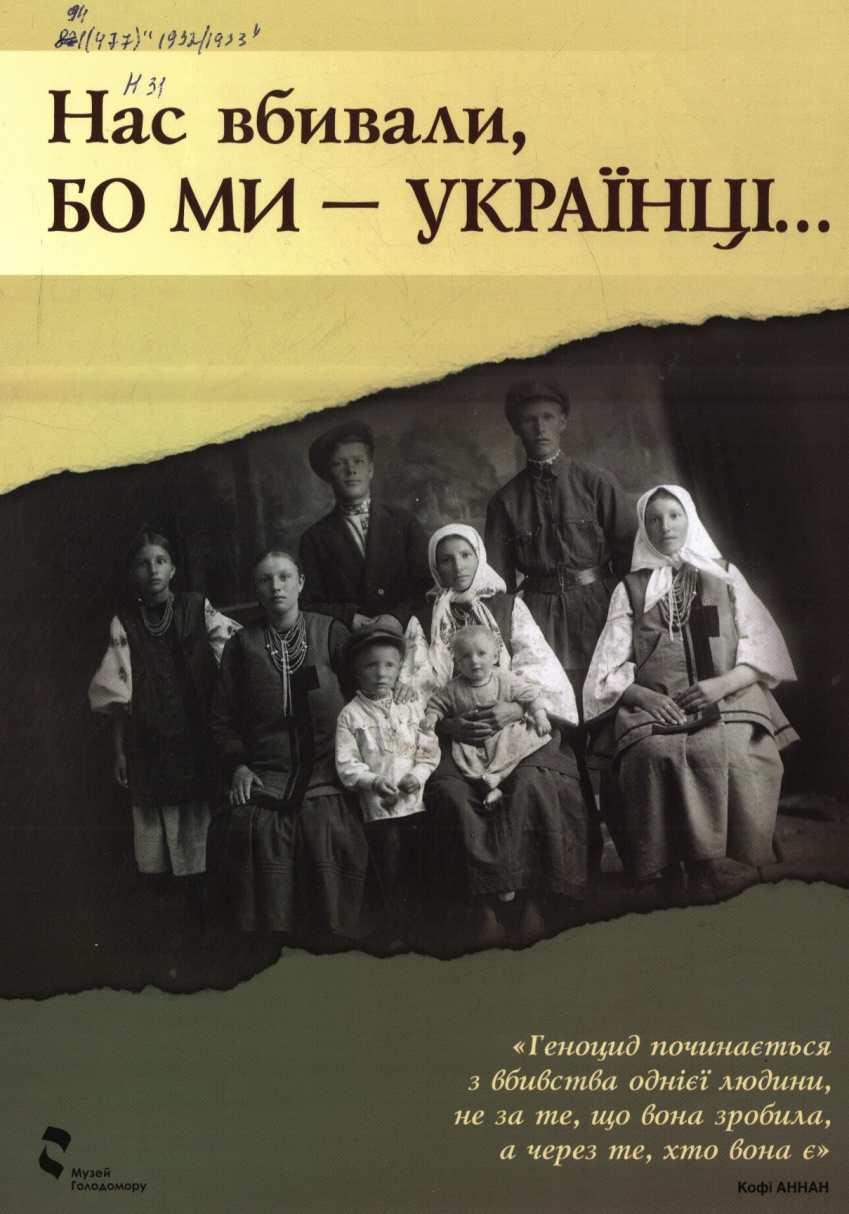 94
821(477)"1932/1933"
Н 31
Нас вбивали,
БО МИ – УКРАЇНЦІ...
«Геноцид починається
з вбивства однієї людини,
не за те, що вона зробила,
а через те, хто вона є»
Кофі АННАН
Музей
Голодомору